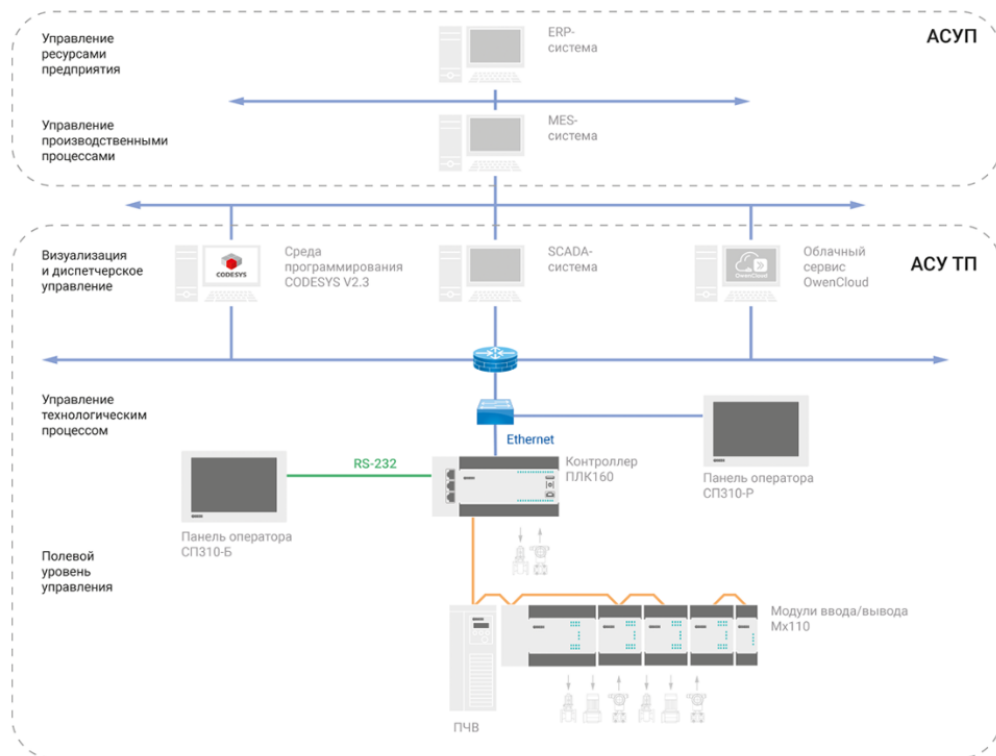 Управление
ресурсами
предприятия
ERP-
система
АСУП
Управление
производственными
процессами
MES-
система
Визуализация
и диспетчерское
управление
CODESYS
Среда
программирования
CODESYS V2.3
SCADA-
система
OwenCloud
Облачный
сервис
OwenCloud
АСУ ТП
Управление
технологическим
процессом
Ethernet
RS-232
Контроллер
ПЛК160
Панель оператора
СП310-Р
Панель оператора
СП310-Б
Полевой
уровень
управления
Модули ввода/вывода
Мх110
ПЧВ